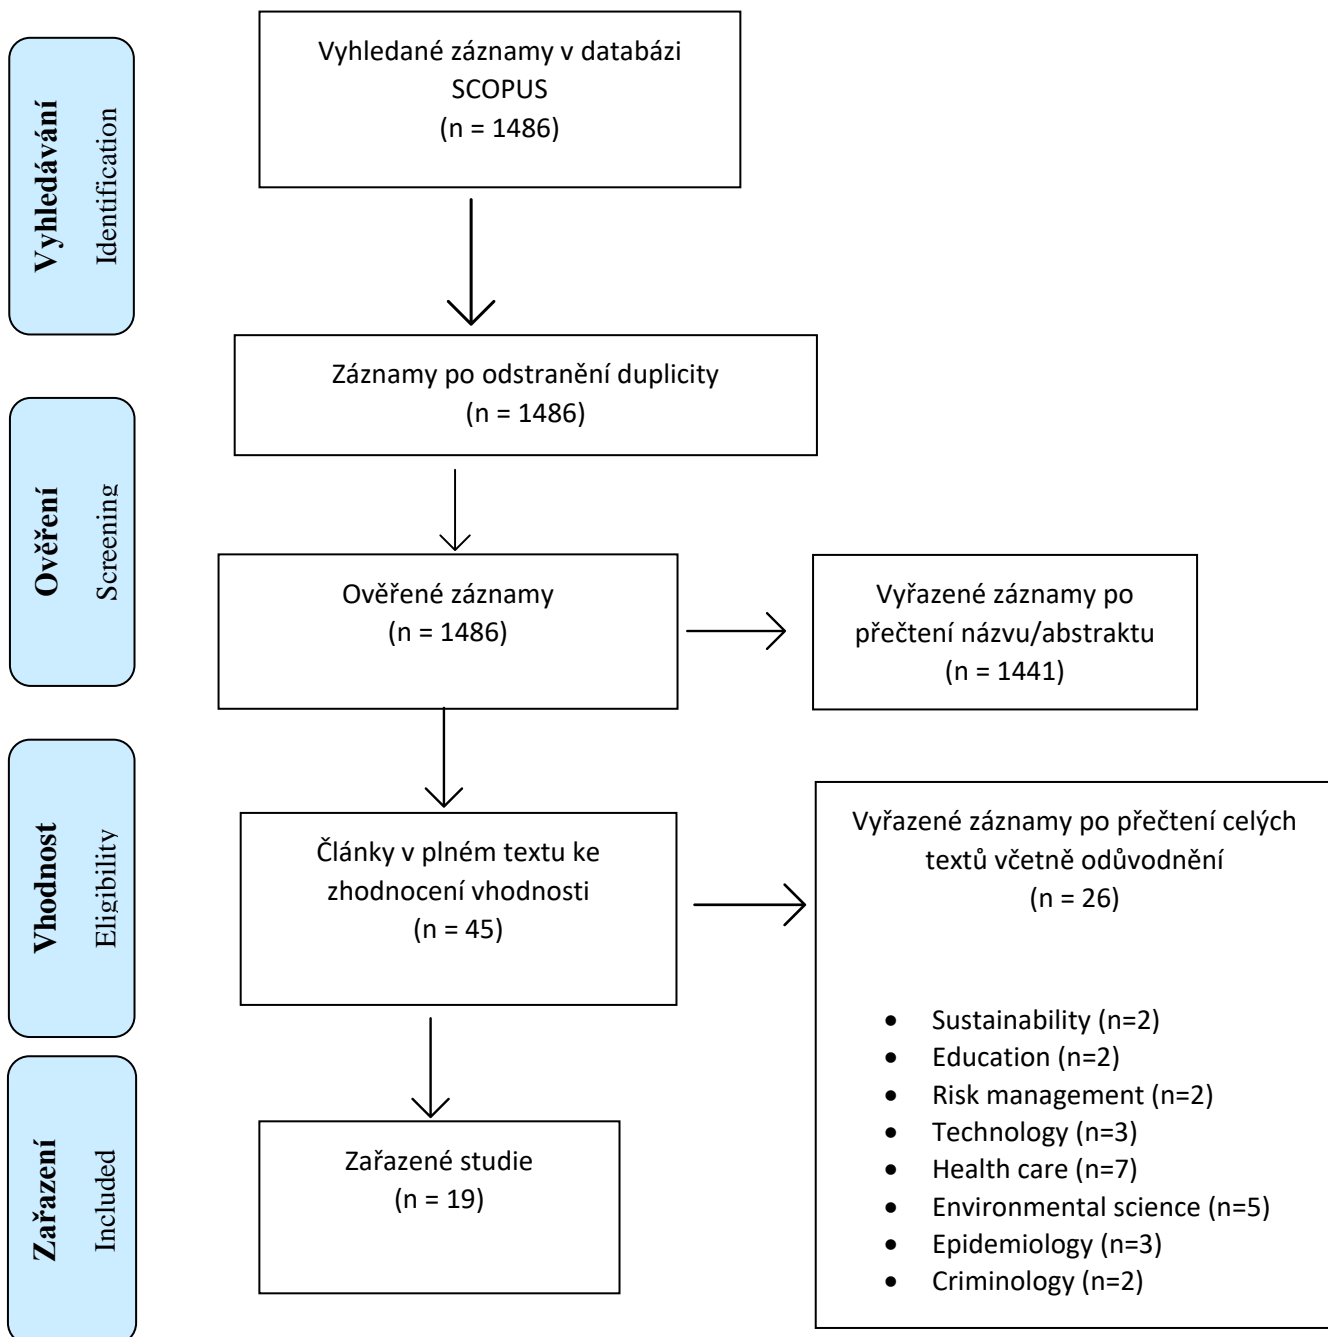 Vyhledávání
Identification
Vyhledané záznamy v databázi
SCOPUS
(n = 1486)
Záznamy po odstranění duplicity
(n = 1486)
Ověření
Screening
Ověřené záznamy
(n = 1486)
Vyřazené záznamy po
přečtení názvu/abstraktu
(n = 1441)
Vhodnost
Eligibility
Články v plném textu ke
zhodnocení vhodnosti
(n = 45)
Vyřazené záznamy po přečtení celých
textů včetně odůvodnění
(n = 26)
• Sustainability (n=2)
• Education (n=2)
• Risk management (n=2)
• Technology (n=3)
• Health care (n=7)
• Environmental science (n=5)
• Epidemiology (n=3)
• Criminology (n=2)
Zařazení
Included
Zařazené studie
(n = 19)